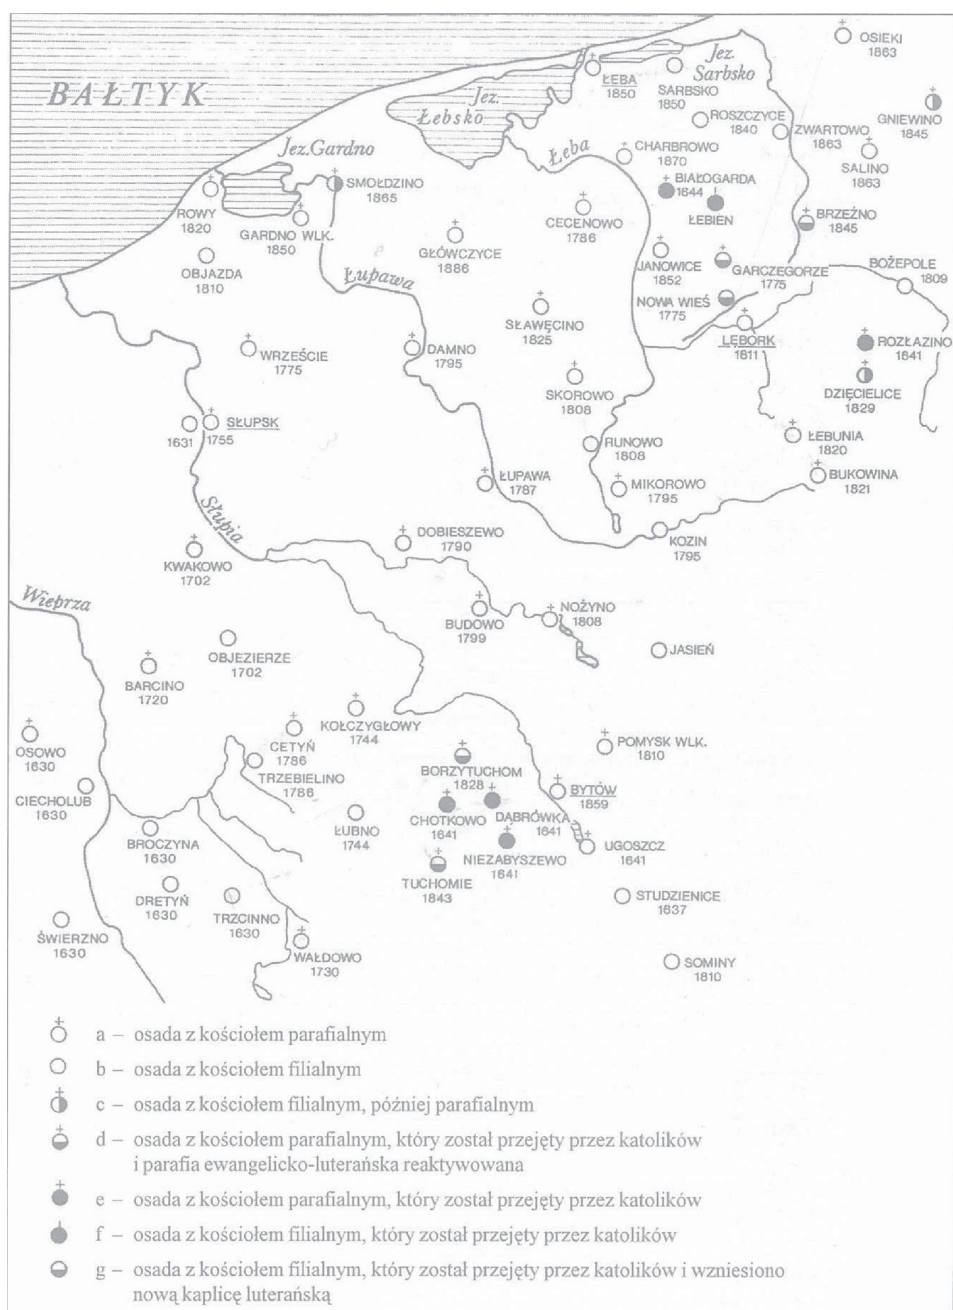 BAŁTYK
Jez.
Łebsko
Jez.
Sarbsko
Jez. Gardno
Łeba
Łupawa
Słupia
Wieprza
OSIEKI
1863
ŁEBA
1850
SARBSKO
1850
GNIEWINO
1845
ROSZCZYCE
1840
ZWARTOWO
1863
CHARBROWO
1870
SALINO
1863
SMOŁDZINO
1865
BIAŁOGARDA
1644
ŁEBIEN
ROWY
1820
GARDNO WLK.
1850
CECENOWO
1786
BRZEŹNO
1845
GŁÓWCZYCE
1886
OBJAZDA
1810
JANOWICE
1852
GARCZEGORZE
1775
BOŻEPOLE
1809
NOWA WIEŚ
1775
SŁAWĘCINO
1825
LĘBORK
1811
WRZEŚCIE
1775
DAMNO
1795
ROZŁAZINO
1641
SKOROWO
1808
DZIĘCIELICE
1829
1631
1755
SŁUPSK
RUNOWO
1808
ŁEBUNIA
1820
ŁUPAWA
1787
MIKOROWO
1795
BUKOWINA
1821
DOBIESZEWO
1790
KOZIN
1795
KWAKOWO
1702
BUDOWO
1799
NOŻYNO
1808
OBJEZIERZE
1702
JASIEŃ
BARCINO
1720
KOŁCZYGŁOWY
1744
OSOWO
1630
CETYŃ
1786
POMYSK WLK.
1810
TRZEBIELINO
1786
BORZYTUCHOM
1828
CIECHOLUB
1630
BYTÓW
1859
CHOTKOWO
1641
DĄBRÓWKA
1641
ŁUBNO
1744
BROCZYNA
1630
NIEZABYSZEWO
1641
UGOSZCZ
1641
TUCHOMIE
1843
DRETYŃ
1630
TRZCINNO
1630
STUDZIENICE
1637
ŚWIERZNO
1630
WAŁDOWO
1730
SOMINY
1810
a – osada z kościołem parafialnym
b – osada z kościołem filialnym
c – osada z kościołem filialnym, później parafialnym
d – osada z kościołem parafialnym, który został przejęty przez katolików
i parafia ewangelicko-luterańska reaktywowana
e – osada z kościołem parafialnym, który został przejęty przez katolików
f – osada z kościołem filialnym, który został przejęty przez katolików
g – osada z kościołem filialnym, który został przejęty przez katolików i wzniesiono
nową kaplicę luterańską